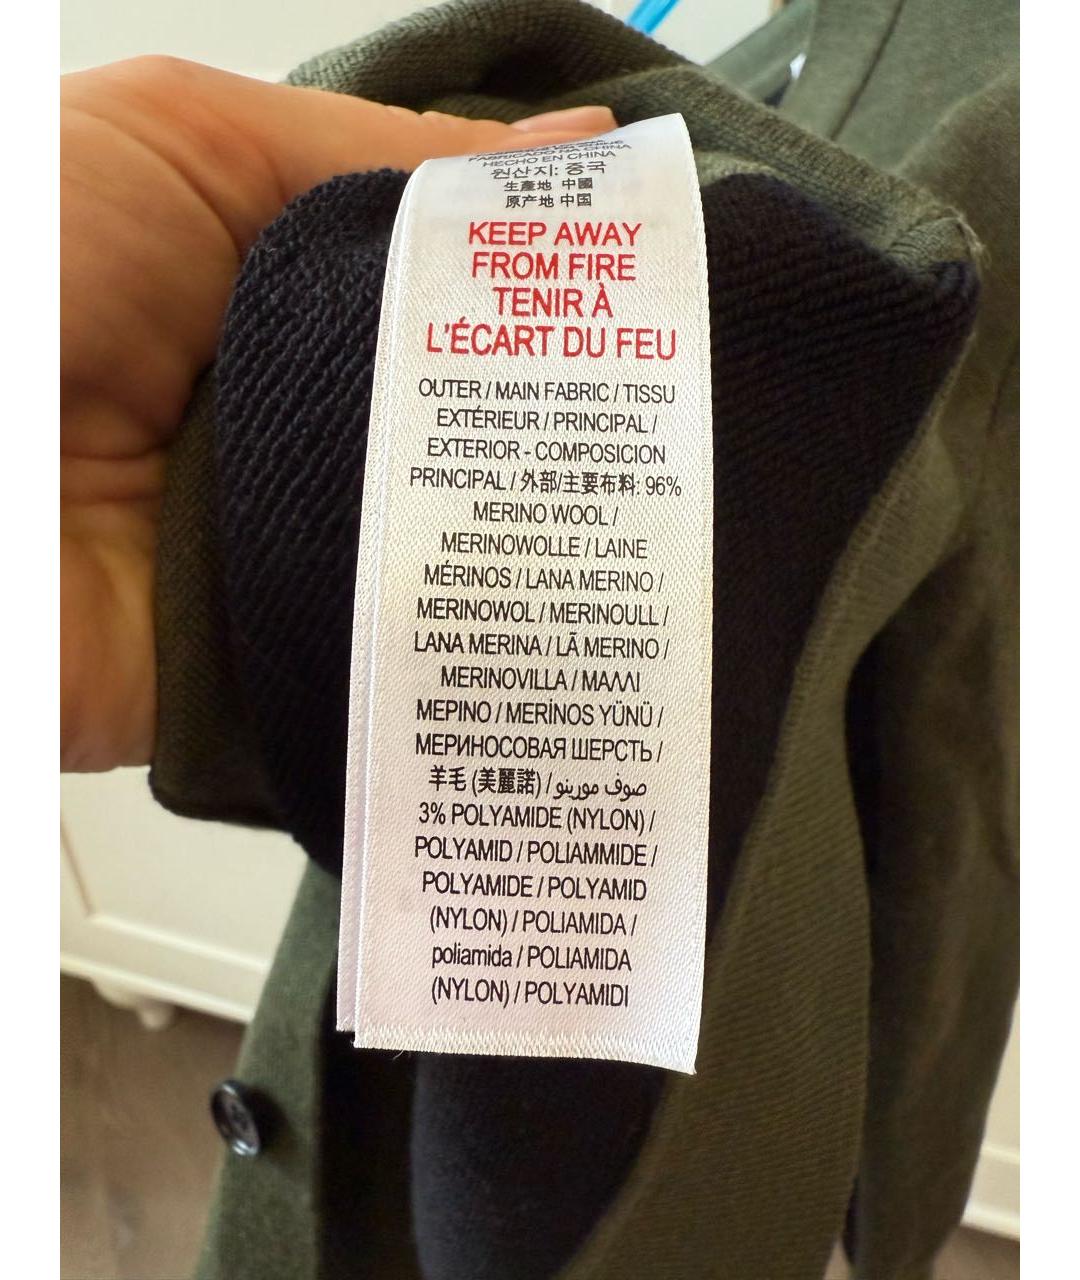 FABRICADO NA CHINA
HECHO EN CHINA
원산지: 중국
生產地 中國
原产地 中国
KEEP AWAY
FROM FIRE
TENIR À
L'ÉCART DU FEU
OUTER / MAIN FABRIC / TISSU
EXTÉRIEUR / PRINCIPAL /
EXTERIOR - COMPOSICION
PRINCIPAL / 外部/主要布料: 96%
MERINO WOOL /
MERINOWOLLE / LAINE
MÉRINOS / LANA MERINO /
MERINOWOL / MERINOULL /
LANA MERINA / LÃ MERINO /
MERINOVILLA / ΜΑΛΛΙ
ΜΕΡΙΝΟ / MERİNOS YÜNÜ /
МЕРИНОСОВАЯ ШЕРСТЬ /
羊毛 (美麗諾) / صوف مورينو
3% POLYAMIDE (NYLON) /
POLYAMID / POLIAMMIDE /
POLYAMIDE / POLYAMID
(NYLON) / POLIAMIDA /
poliamida / POLIAMIDA
(NYLON) / POLYAMIDI